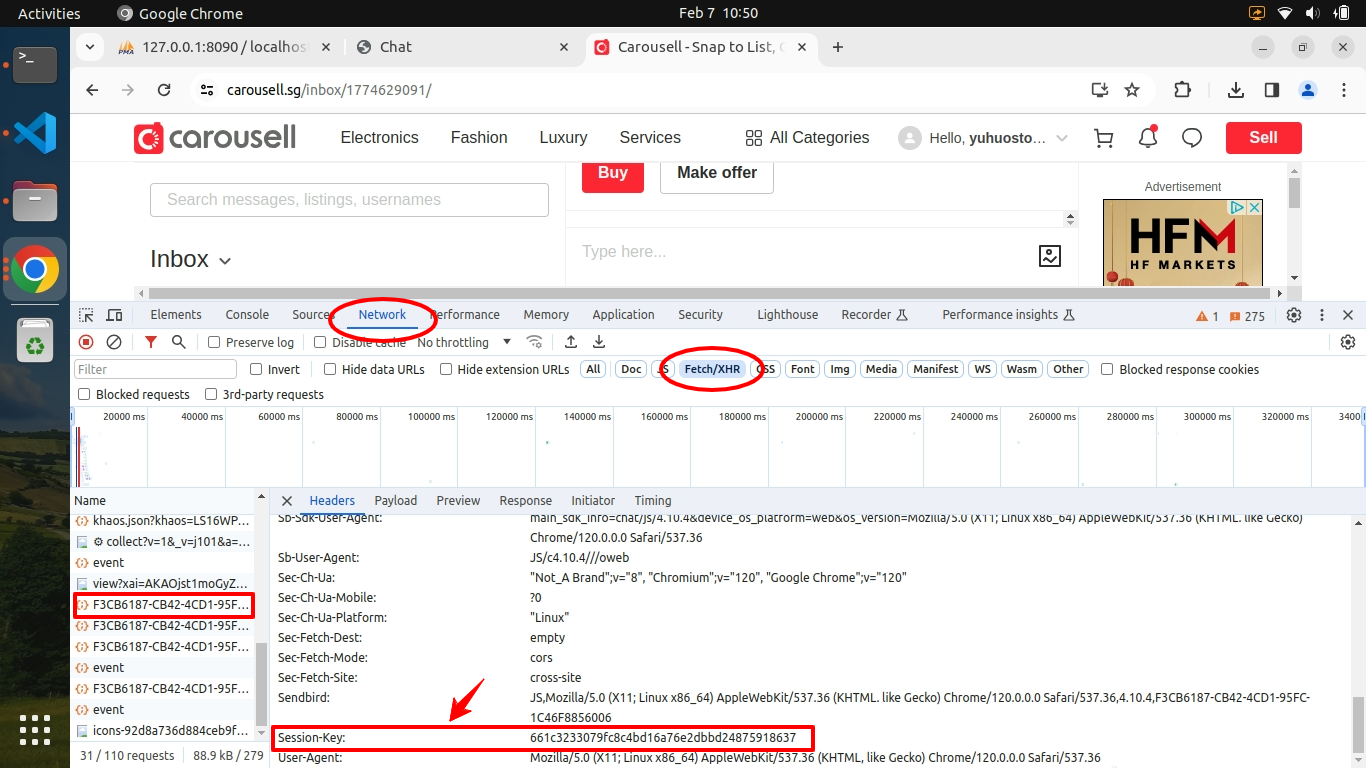 Activities Google Chrome Feb 7 10:50
127.0.0.1:8090 / localhos Chat Carousell - Snap to List, C
carousell.sg/inbox/1774629091/
carousell Electronics Fashion Luxury Services All Categories Hello, yuhuosto... Sell
Buy Make offer
Search messages, listings, usernames
Advertisement
Inbox
Type here...
HFM
HF MARKETS
Elements Console Sources Network Performance Memory Application Security Lighthouse Recorder Performance insights 1 275
Preserve log Disable cache No throttling
Filter Invert Hide data URLs Hide extension URLs All Doc JS Fetch/XHR CSS Font Img Media Manifest WS Wasm Other Blocked response cookies
Blocked requests 3rd-party requests
20000 ms 40000 ms 60000 ms 80000 ms 100000 ms 120000 ms 140000 ms 160000 ms 180000 ms 200000 ms 220000 ms 240000 ms 260000 ms 280000 ms 300000 ms 320000 ms 3400
Name Headers Payload Preview Response Initiator Timing
khaos.json?khaos=LS16WP...
collect?v=1&_v=j101&a=...
event
view?xai=AKAOjst1moGyZ...
F3CB6187-CB42-4CD1-95F...
F3CB6187-CB42-4CD1-95F...
F3CB6187-CB42-4CD1-95F...
event
F3CB6187-CB42-4CD1-95F...
event
icons-92d8a736d884ceb9f...
31 / 110 requests 88.9 kB / 279
Sb-Sdk-User-Agent: main_sdk_info=chat/js/4.10.4&device_os_platform=web&os_version=Mozilla/5.0 (X11; Linux x86_64) AppleWebKit/537.36 (KHTML. like Gecko)
Chrome/120.0.0.0 Safari/537.36
Sb-User-Agent: JS/c4.10.4///oweb
Sec-Ch-Ua: "Not_A Brand";v="8", "Chromium";v="120", "Google Chrome";v="120"
Sec-Ch-Ua-Mobile: ?0
Sec-Ch-Ua-Platform: "Linux"
Sec-Fetch-Dest: empty
Sec-Fetch-Mode: cors
Sec-Fetch-Site: cross-site
Sendbird: JS,Mozilla/5.0 (X11; Linux x86_64) AppleWebKit/537.36 (KHTML. like Gecko) Chrome/120.0.0.0 Safari/537.36,4.10.4,F3CB6187-CB42-4CD1-95FC-
1C46F8856006
Session-Key: 661c3233079fc8c4bd16a76e2dbbd24875918637
User-Agent: Mozilla/5.0 (X11; Linux x86_64) AppleWebKit/537.36 (KHTML, like Gecko) Chrome/120.0.0.0 Safari/537.36